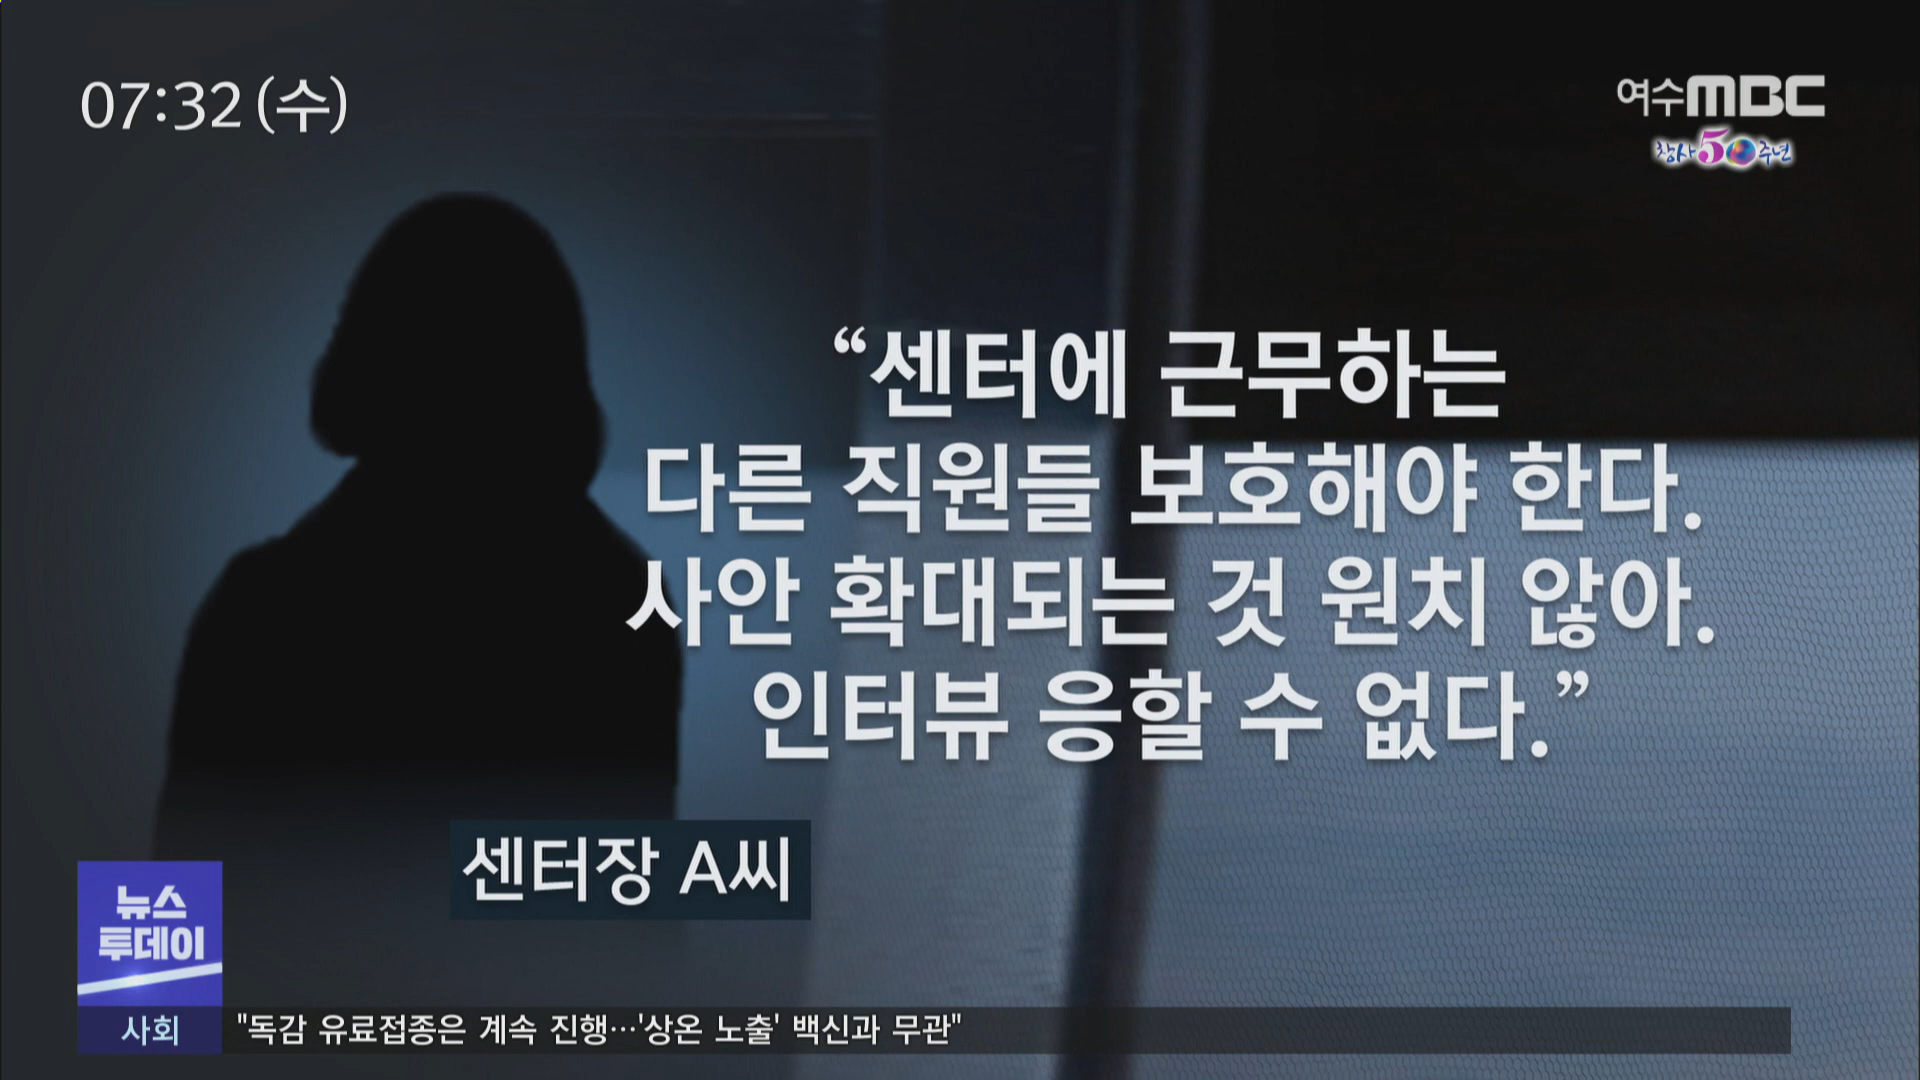 07:32 (수)
여수MBC
창사50주년
“센터에 근무하는
다른 직원들 보호해야 한다.
사안 확대되는 것 원치 않아.
인터뷰 응할 수 없다.”
센터장 A씨
뉴스
투데이
사회
"독감 유료접종은 계속 진행…'상온 노출' 백신과 무관"